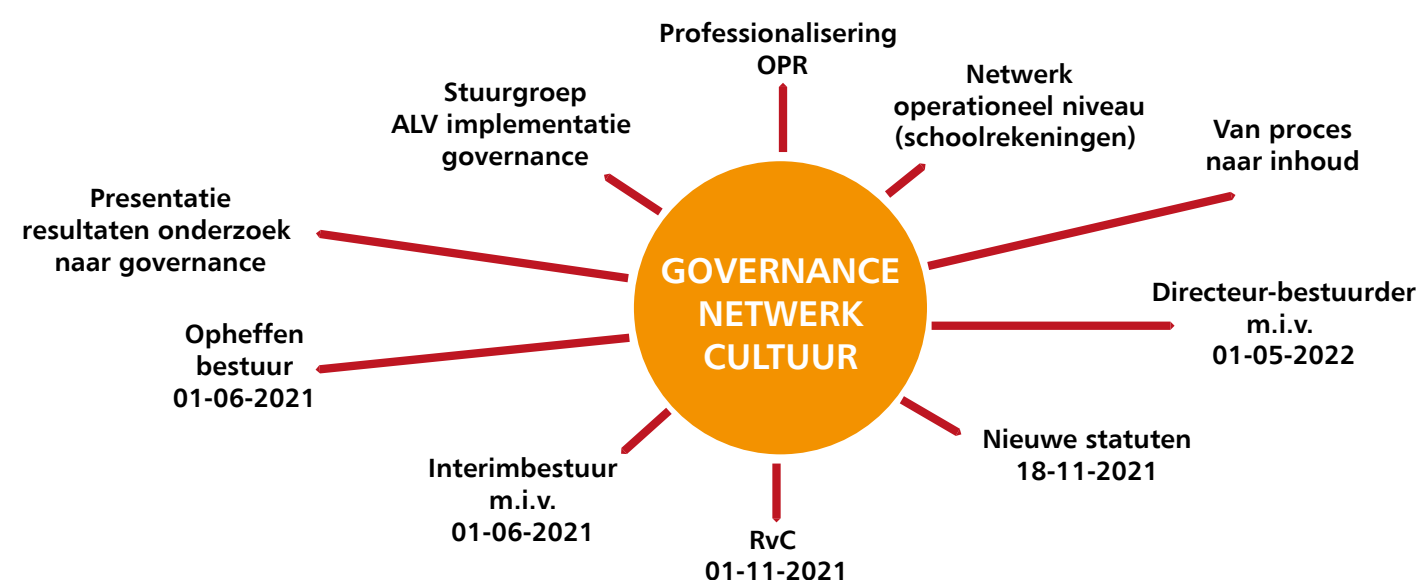 Professionalisering
OPR
Netwerk
operationeel niveau
(schoolrekeningen)
Van proces
naar inhoud
Directeur-bestuurder
m.i.v.
01-05-2022
Nieuwe statuten
18-11-2021
RvC
01-11-2021
Interimbestuur
m.i.v.
01-06-2021
Opheffen
bestuur
01-06-2021
Presentatie
resultaten onderzoek
naar governance
Stuurgroep
ALV implementatie
governance
GOVERNANCE
NETWERK
CULTUUR